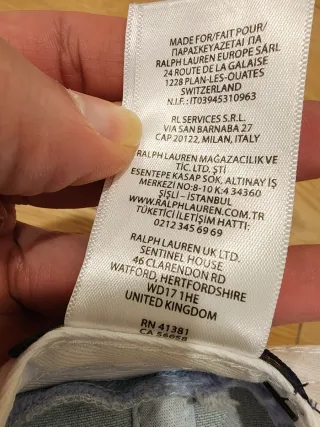 MADE FOR/FAIT POUR/
ΠΑΡΑΣΚΕΥΑΖΕΤΑΙ ΓΙΑ
RALPH LAUREN EUROPE SÀRL
24 ROUTE DE LA GALAISE
1228 PLAN-LES-OUATES
SWITZERLAND
N.I.F.:IT03945310963
RL SERVICES S.R.L.
VIA SAN BARNABA 27
CAP 20122, MILAN, ITALY
RALPH LAUREN MAĞAZACILIK VE
TİC. LTD. ŞTİ
ESENTEPE KASAP SOK, ALTINAY İŞ
MERKEZİ NO:8-10 K:4 34360
ŞİŞLİ - İSTANBUL
WWW.RALPHLAUREN.COM.TR
TÜKETİCİ İLETİŞİM HATTI:
0212 345 69 69
RALPH LAUREN UK LTD.
SENTINEL HOUSE
46 CLARENDON RD
WATFORD, HERTFORDSHIRE
WD17 1HE
UNITED KINGDOM
RN 41381
CA 56058